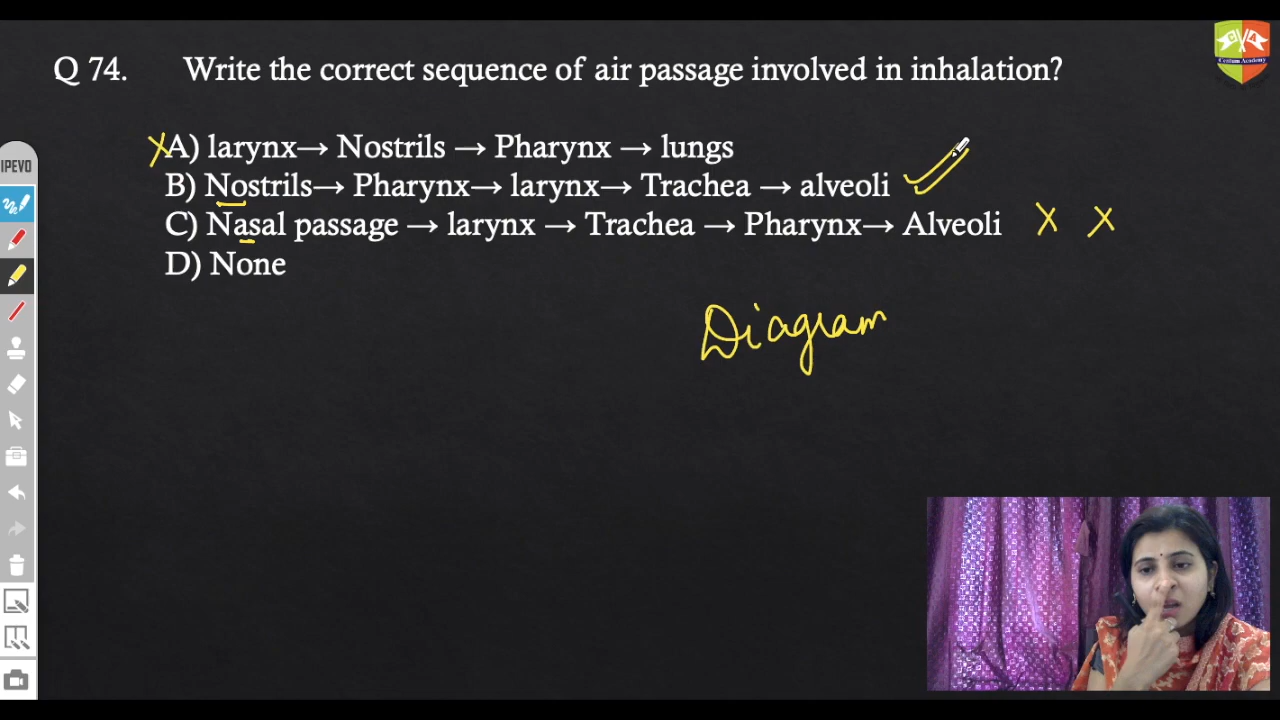 Q 74. Write the correct sequence of air passage involved in inhalation?
A) larynx→ Nostrils → Pharynx → lungs
B) Nostrils→ Pharynx→ larynx→ Trachea → alveoli
C) Nasal passage → larynx → Trachea → Pharynx→ Alveoli X X
D) None
Diagram
IPEVO